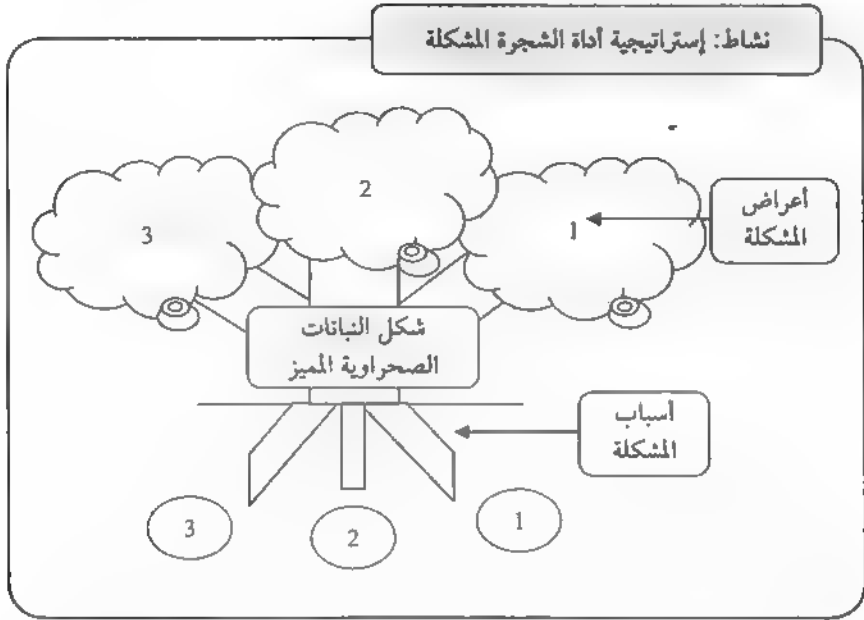 نشاط: إستراتيجية أداة الشجرة المشكلة
2
3
1
أعراض
المشكلة
شكل النباتات
الصحراوية المميز
أسباب
المشكلة
3
2
1